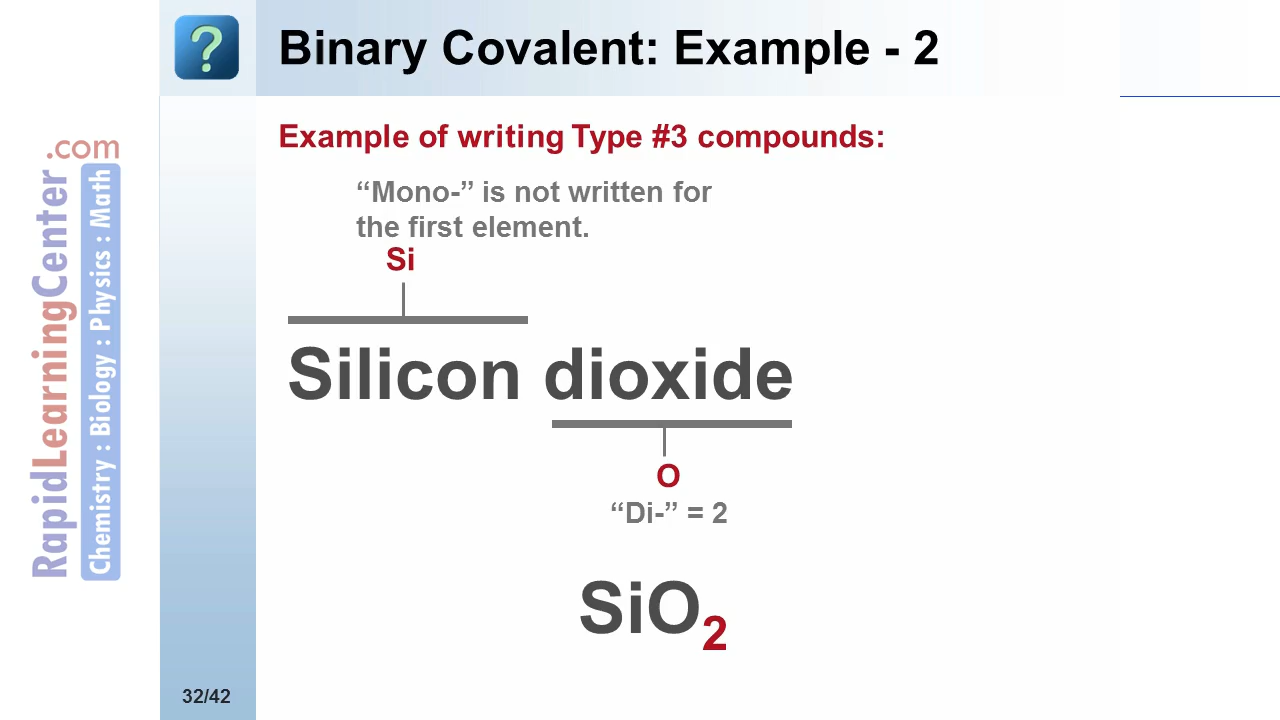 ?
Binary Covalent: Example - 2
Example of writing Type #3 compounds:
“Mono-” is not written for
the first element.
Si
Silicon dioxide
O
“Di-” = 2
SiO₂
RapidLearningCenter.com
Chemistry : Biology : Physics : Math
32/42